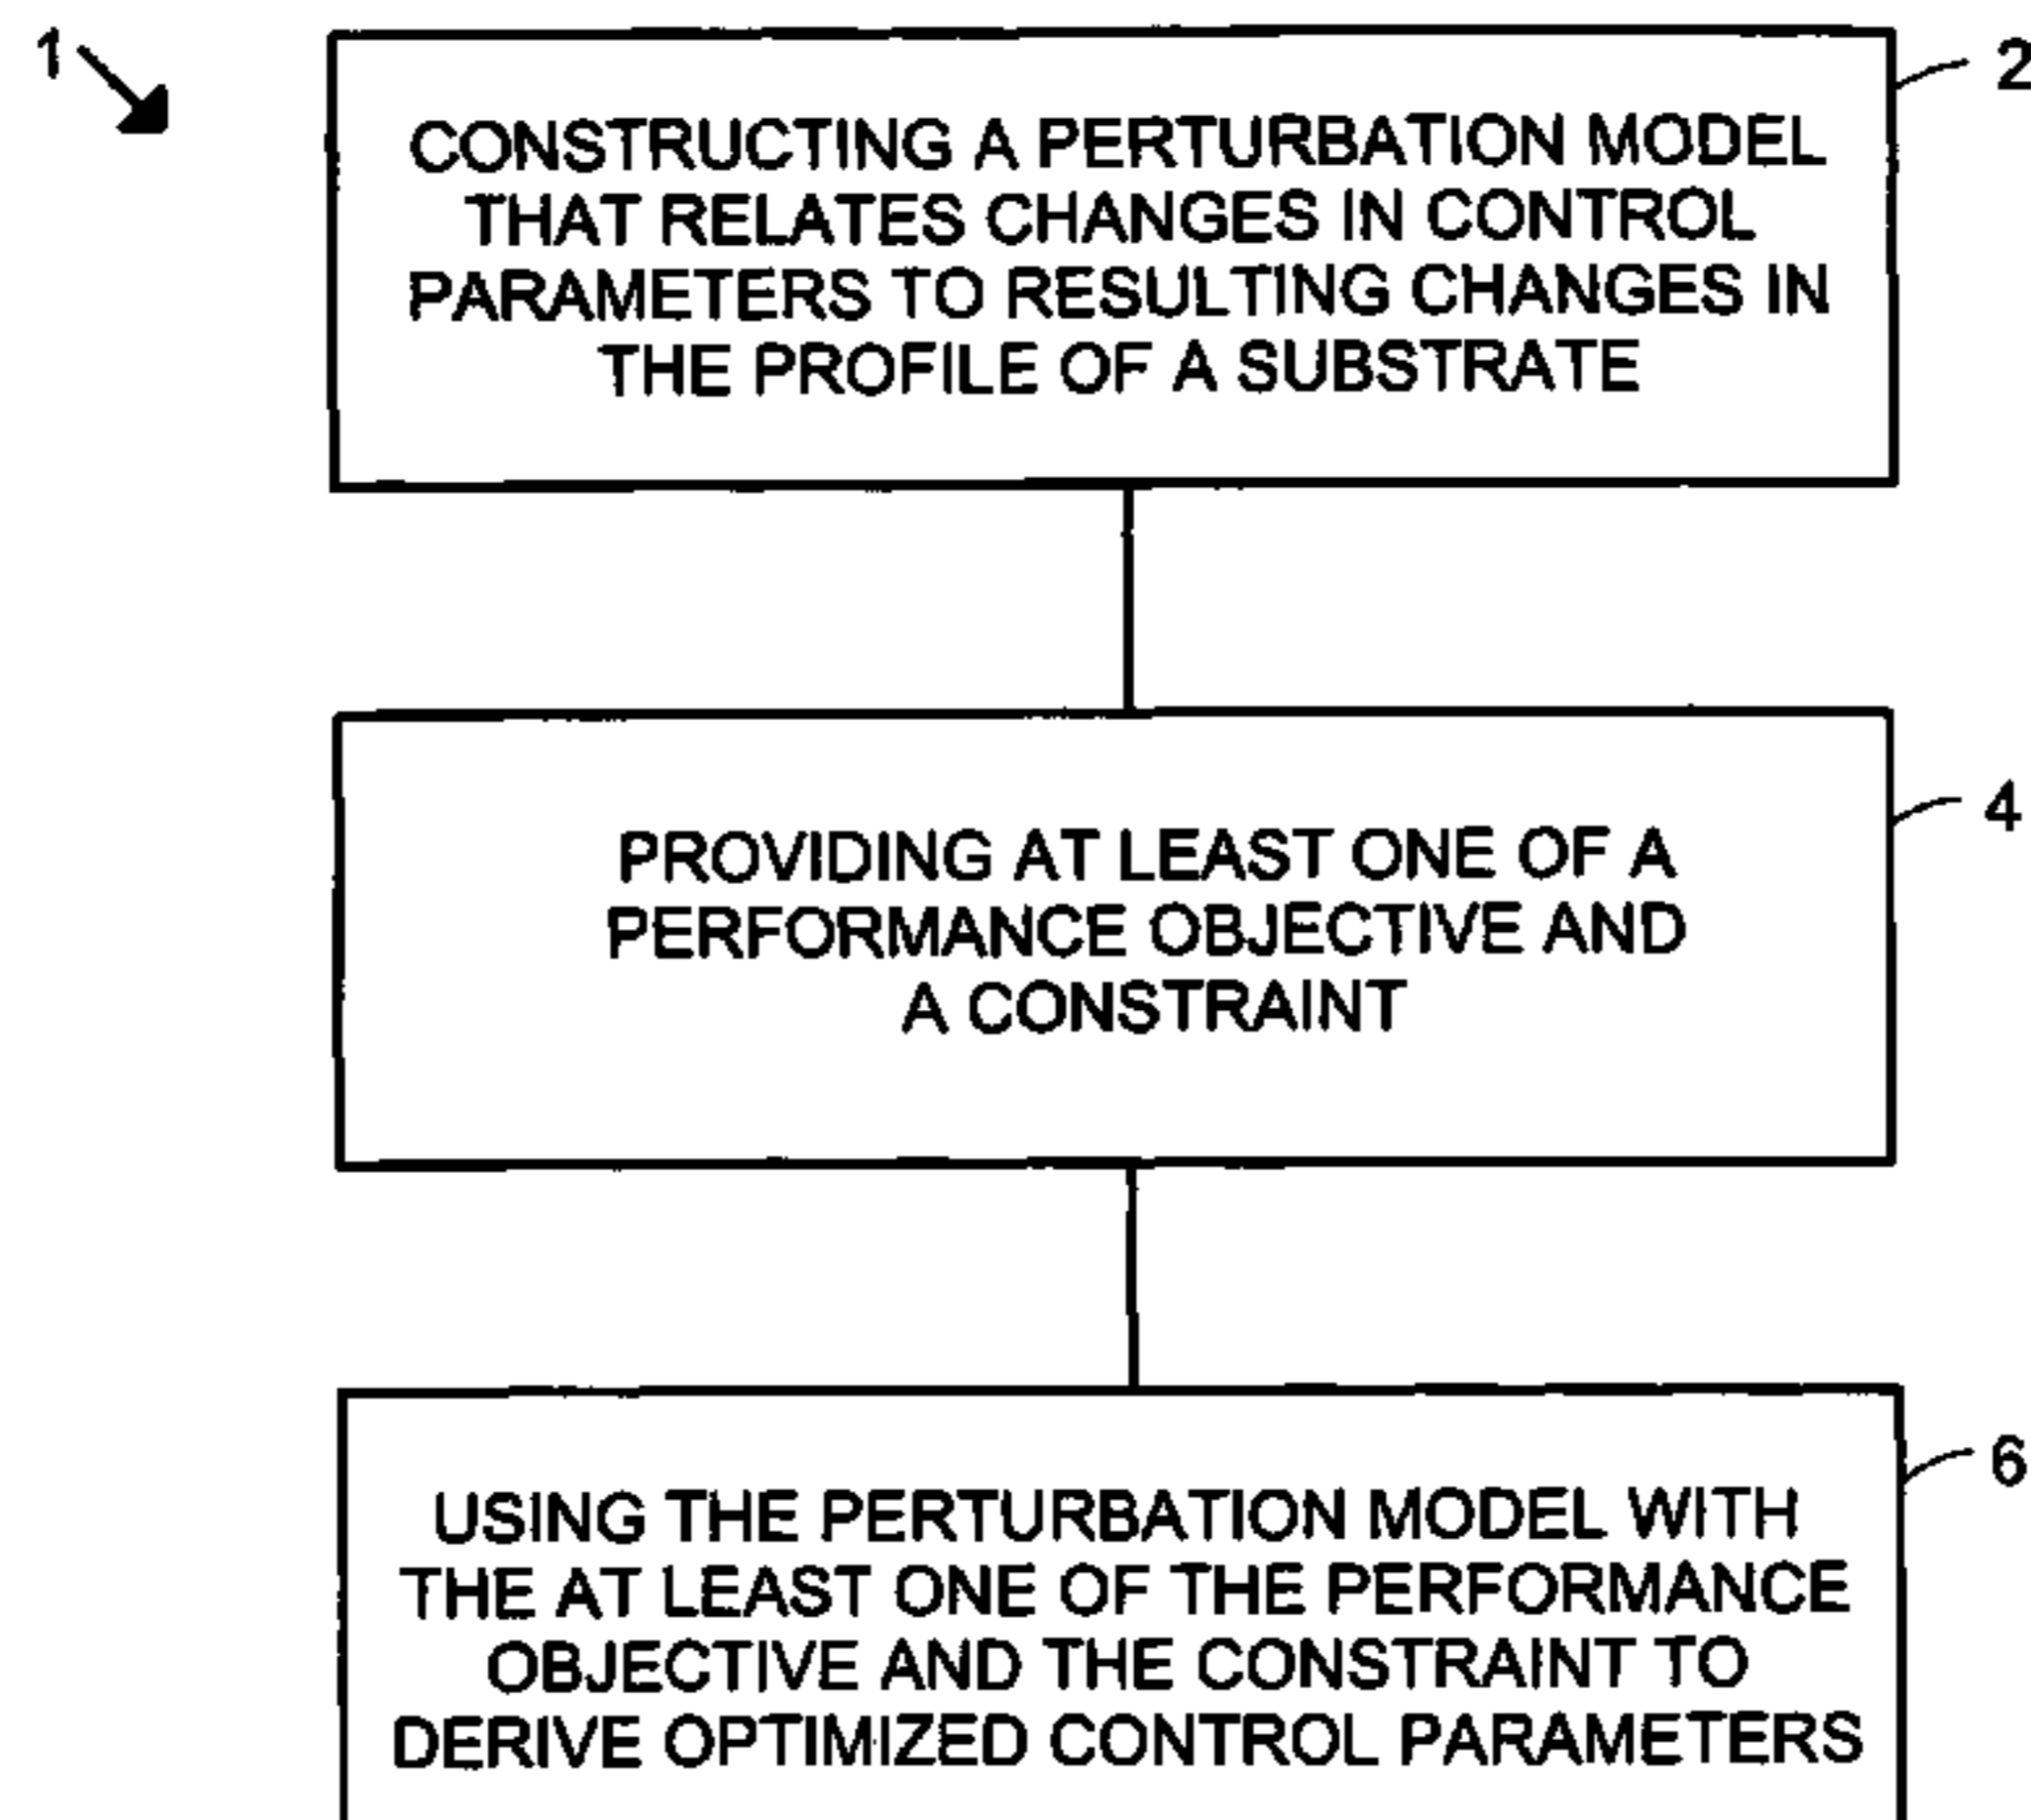 1
2
CONSTRUCTING A PERTURBATION MODEL
THAT RELATES CHANGES IN CONTROL
PARAMETERS TO RESULTING CHANGES IN
THE PROFILE OF A SUBSTRATE
4
PROVIDING AT LEAST ONE OF A
PERFORMANCE OBJECTIVE AND
A CONSTRAINT
6
USING THE PERTURBATION MODEL WITH
THE AT LEAST ONE OF THE PERFORMANCE
OBJECTIVE AND THE CONSTRAINT TO
DERIVE OPTIMIZED CONTROL PARAMETERS